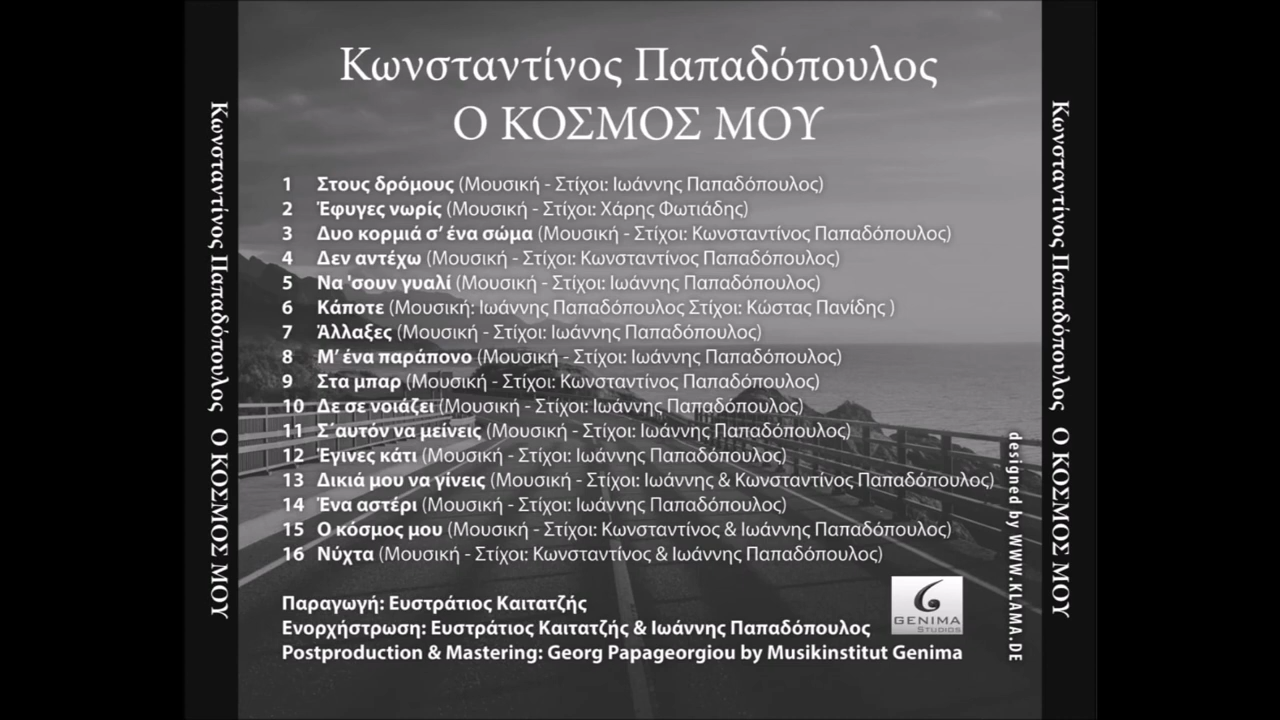 Κωνσταντίνος Παπαδόπουλος
Ο ΚΟΣΜΟΣ ΜΟΥ
1 Στους δρόμους (Μουσική - Στίχοι: Ιωάννης Παπαδόπουλος)
2 Έφυγες νωρίς (Μουσική - Στίχοι: Χάρης Φωτιάδης)
3 Δυο κορμιά σ’ ένα σώμα (Μουσική - Στίχοι: Κωνσταντίνος Παπαδόπουλος)
4 Δεν αντέχω (Μουσική - Στίχοι: Κωνσταντίνος Παπαδόπουλος)
5 Να 'σουν γυαλί (Μουσική - Στίχοι: Ιωάννης Παπαδόπουλος)
6 Κάποτε (Μουσική: Ιωάννης Παπαδόπουλος Στίχοι: Κώστας Πανίδης )
7 Άλλαξες (Μουσική - Στίχοι: Ιωάννης Παπαδόπουλος)
8 Μ’ ένα παράπονο (Μουσική - Στίχοι: Ιωάννης Παπαδόπουλος)
9 Στα μπαρ (Μουσική - Στίχοι: Κωνσταντίνος Παπαδόπουλος)
10 Δε σε νοιάζει (Μουσική - Στίχοι: Ιωάννης Παπαδόπουλος)
11 Σ΄αυτόν να μείνεις (Μουσική - Στίχοι: Ιωάννης Παπαδόπουλος)
12 Έγινες κάτι (Μουσική - Στίχοι: Ιωάννης Παπαδόπουλος)
13 Δικιά μου να γίνεις (Μουσική - Στίχοι: Ιωάννης & Κωνσταντίνος Παπαδόπουλος)
14 Ένα αστέρι (Μουσική - Στίχοι: Ιωάννης Παπαδόπουλος)
15 Ο κόσμος μου (Μουσική - Στίχοι: Κωνσταντίνος & Ιωάννης Παπαδόπουλος)
16 Νύχτα (Μουσική - Στίχοι: Κωνσταντίνος & Ιωάννης Παπαδόπουλος)
Παραγωγή: Ευστράτιος Καιτατζής
Ενορχήστρωση: Ευστράτιος Καιτατζής & Ιωάννης Παπαδόπουλος
Postproduction & Mastering: Georg Papageorgiou by Musikinstitut Genima
GENIMA
STUDIOS
designed by WWW.KLAMA.DE
Κωνσταντίνος Παπαδόπουλος Ο ΚΟΣΜΟΣ ΜΟΥ
Κωνσταντίνος Παπαδόπουλος Ο ΚΟΣΜΟΣ ΜΟΥ